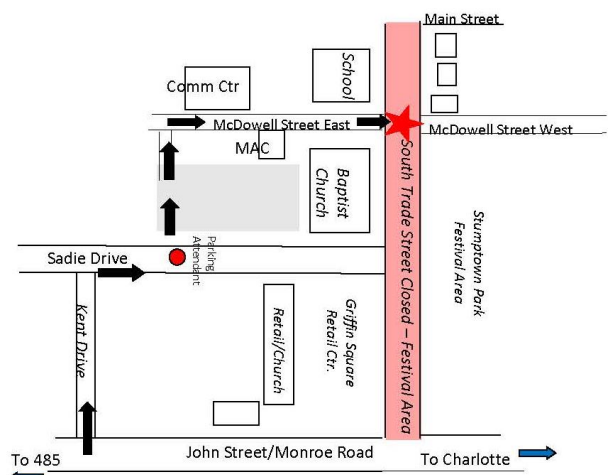 Main Street
School
Comm Ctr
McDowell Street East
McDowell Street West
MAC
Baptist
Church
South Trade Street Closed – Festival Area
Stumptown Park
Festival Area
Parking
Attendant
Sadie Drive
Kent Drive
Retail/Church
Griffin Square
Retail Ctr.
John Street/Monroe Road
To 485
To Charlotte